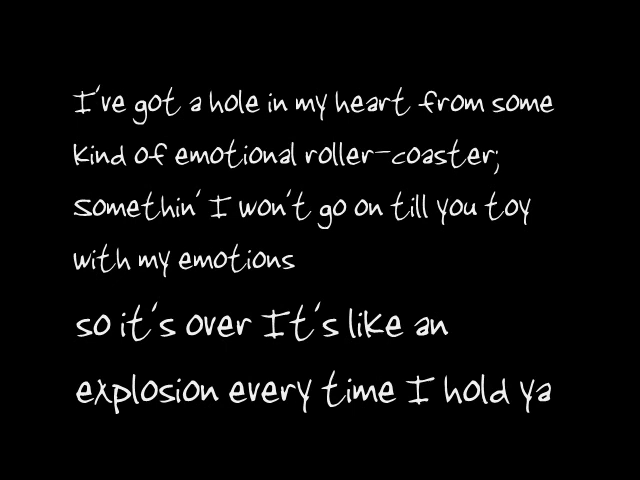 I've got a hole in my heart from some
kind of emotional roller-coaster;
somethin' I won't go on till you toy
with my emotions
so it's over It's like an
explosion every time I hold ya